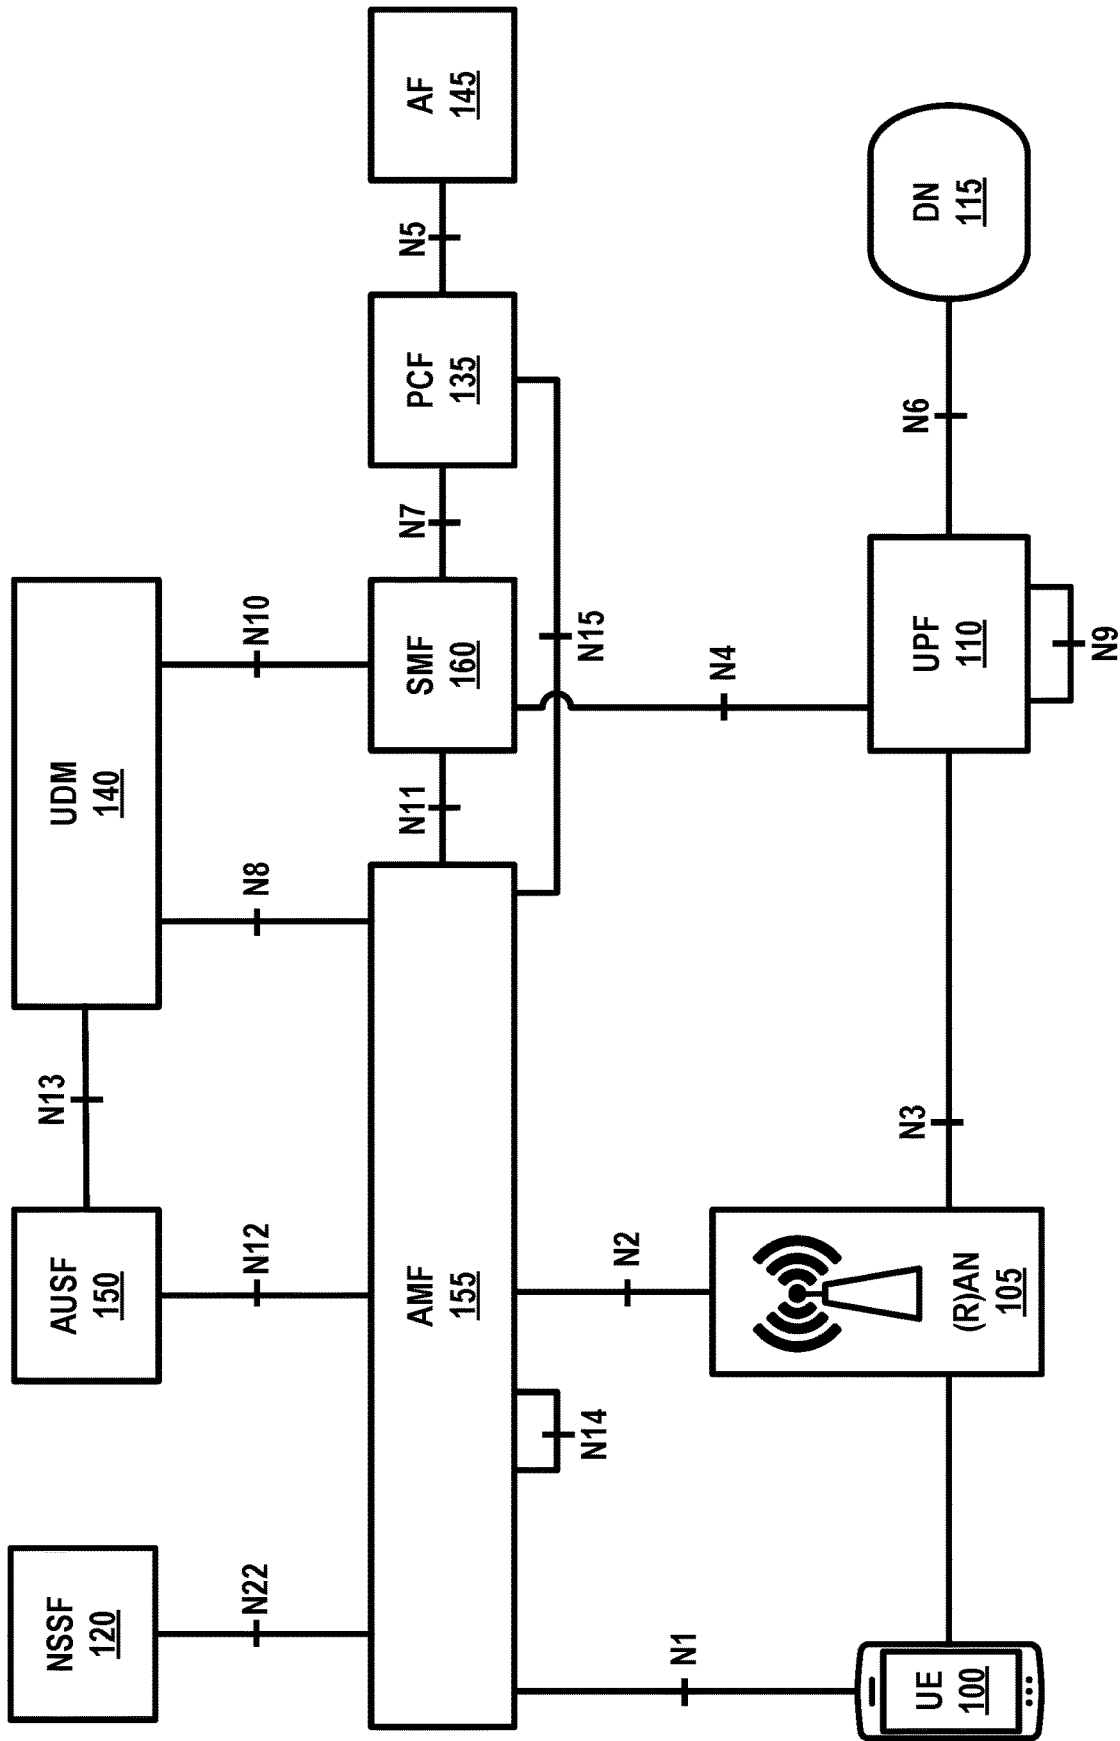 NSSF
120
AUSF
150
UDM
140
N13
N22
N12
N8
N10
AMF
155
N11
SMF
160
N7
PCF
135
N5
AF
145
N14
N15
N1
N2
N4
UE
100
(R)AN
105
N3
UPF
110
N9
N6
DN
115